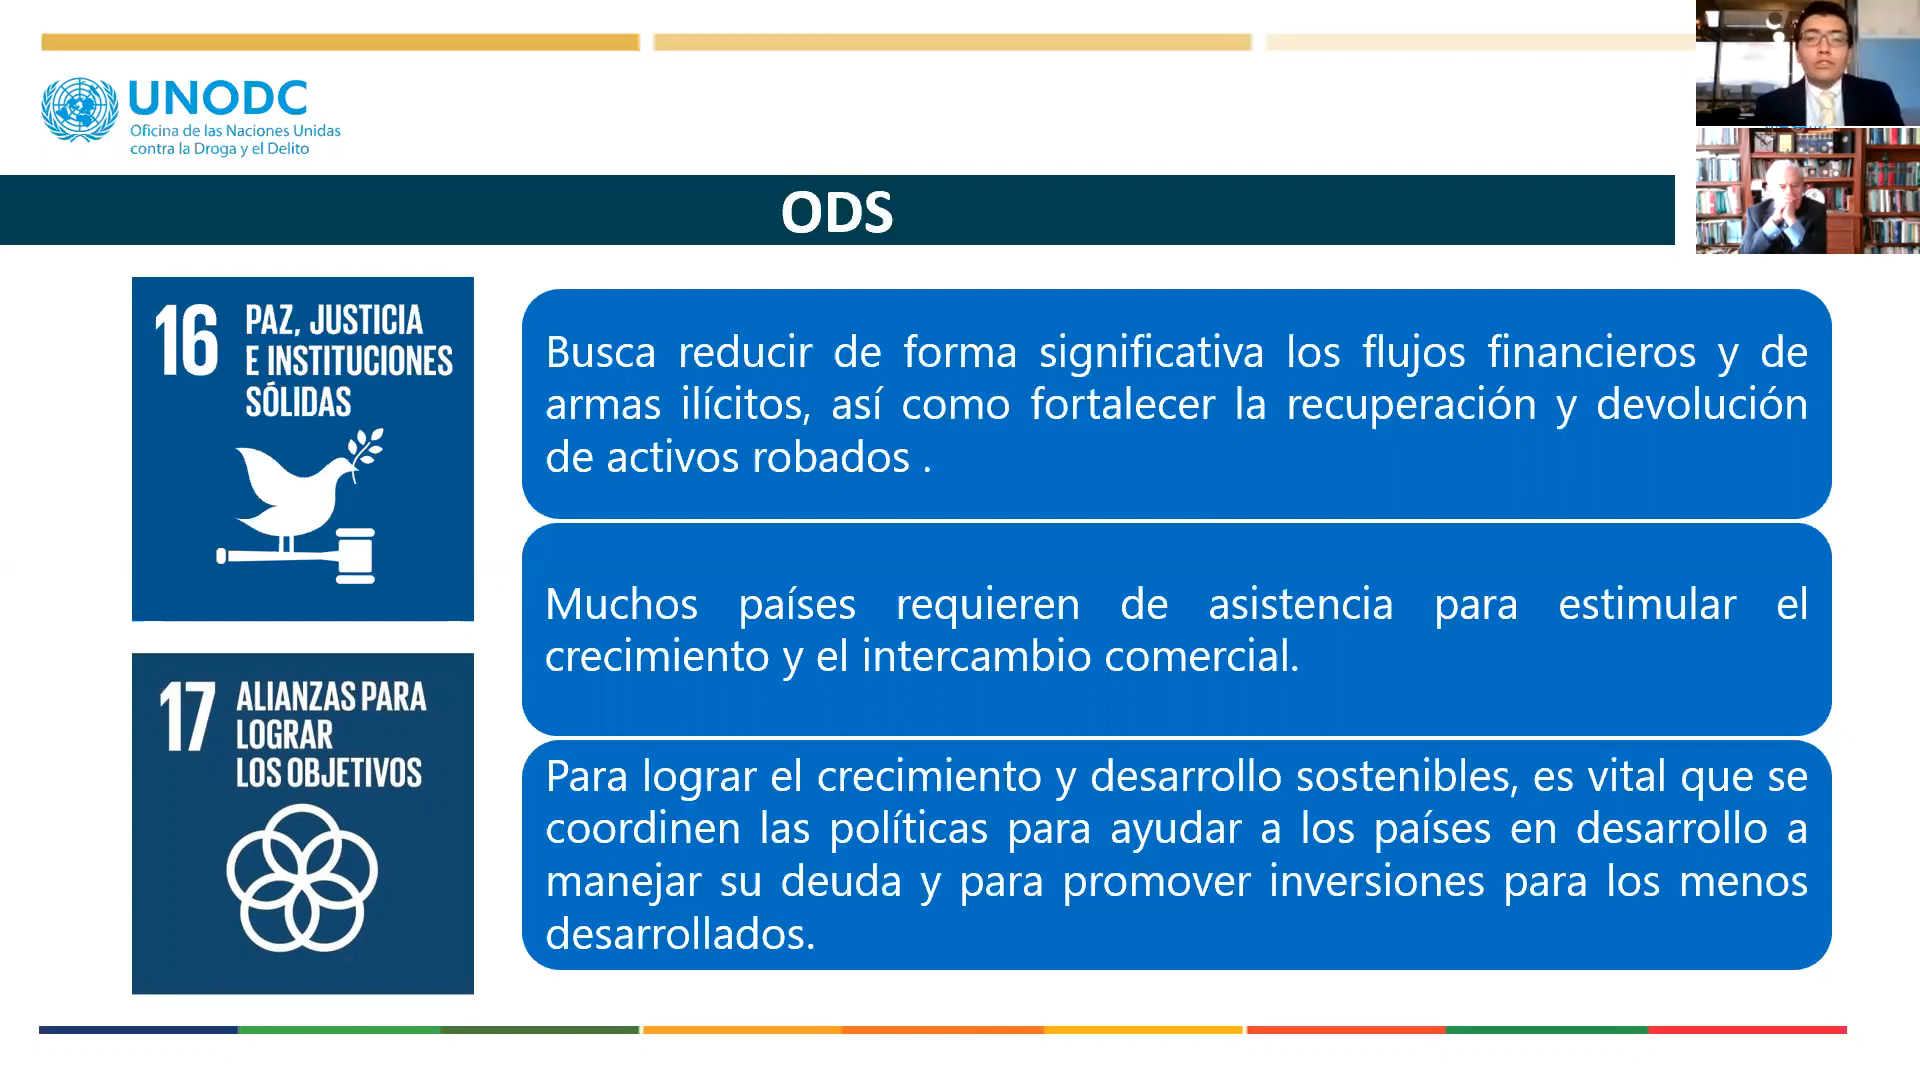 UNODC
Oficina de las Naciones Unidas
contra la Droga y el Delito
ODS
16 PAZ, JUSTICIA
E INSTITUCIONES
SÓLIDAS
Busca reducir de forma significativa los flujos financieros y de
armas ilícitos, así como fortalecer la recuperación y devolución
de activos robados .
Muchos países requieren de asistencia para estimular el
crecimiento y el intercambio comercial.
17 ALIANZAS PARA
LOGRAR
LOS OBJETIVOS
Para lograr el crecimiento y desarrollo sostenibles, es vital que se
coordinen las políticas para ayudar a los países en desarrollo a
manejar su deuda y para promover inversiones para los menos
desarrollados.